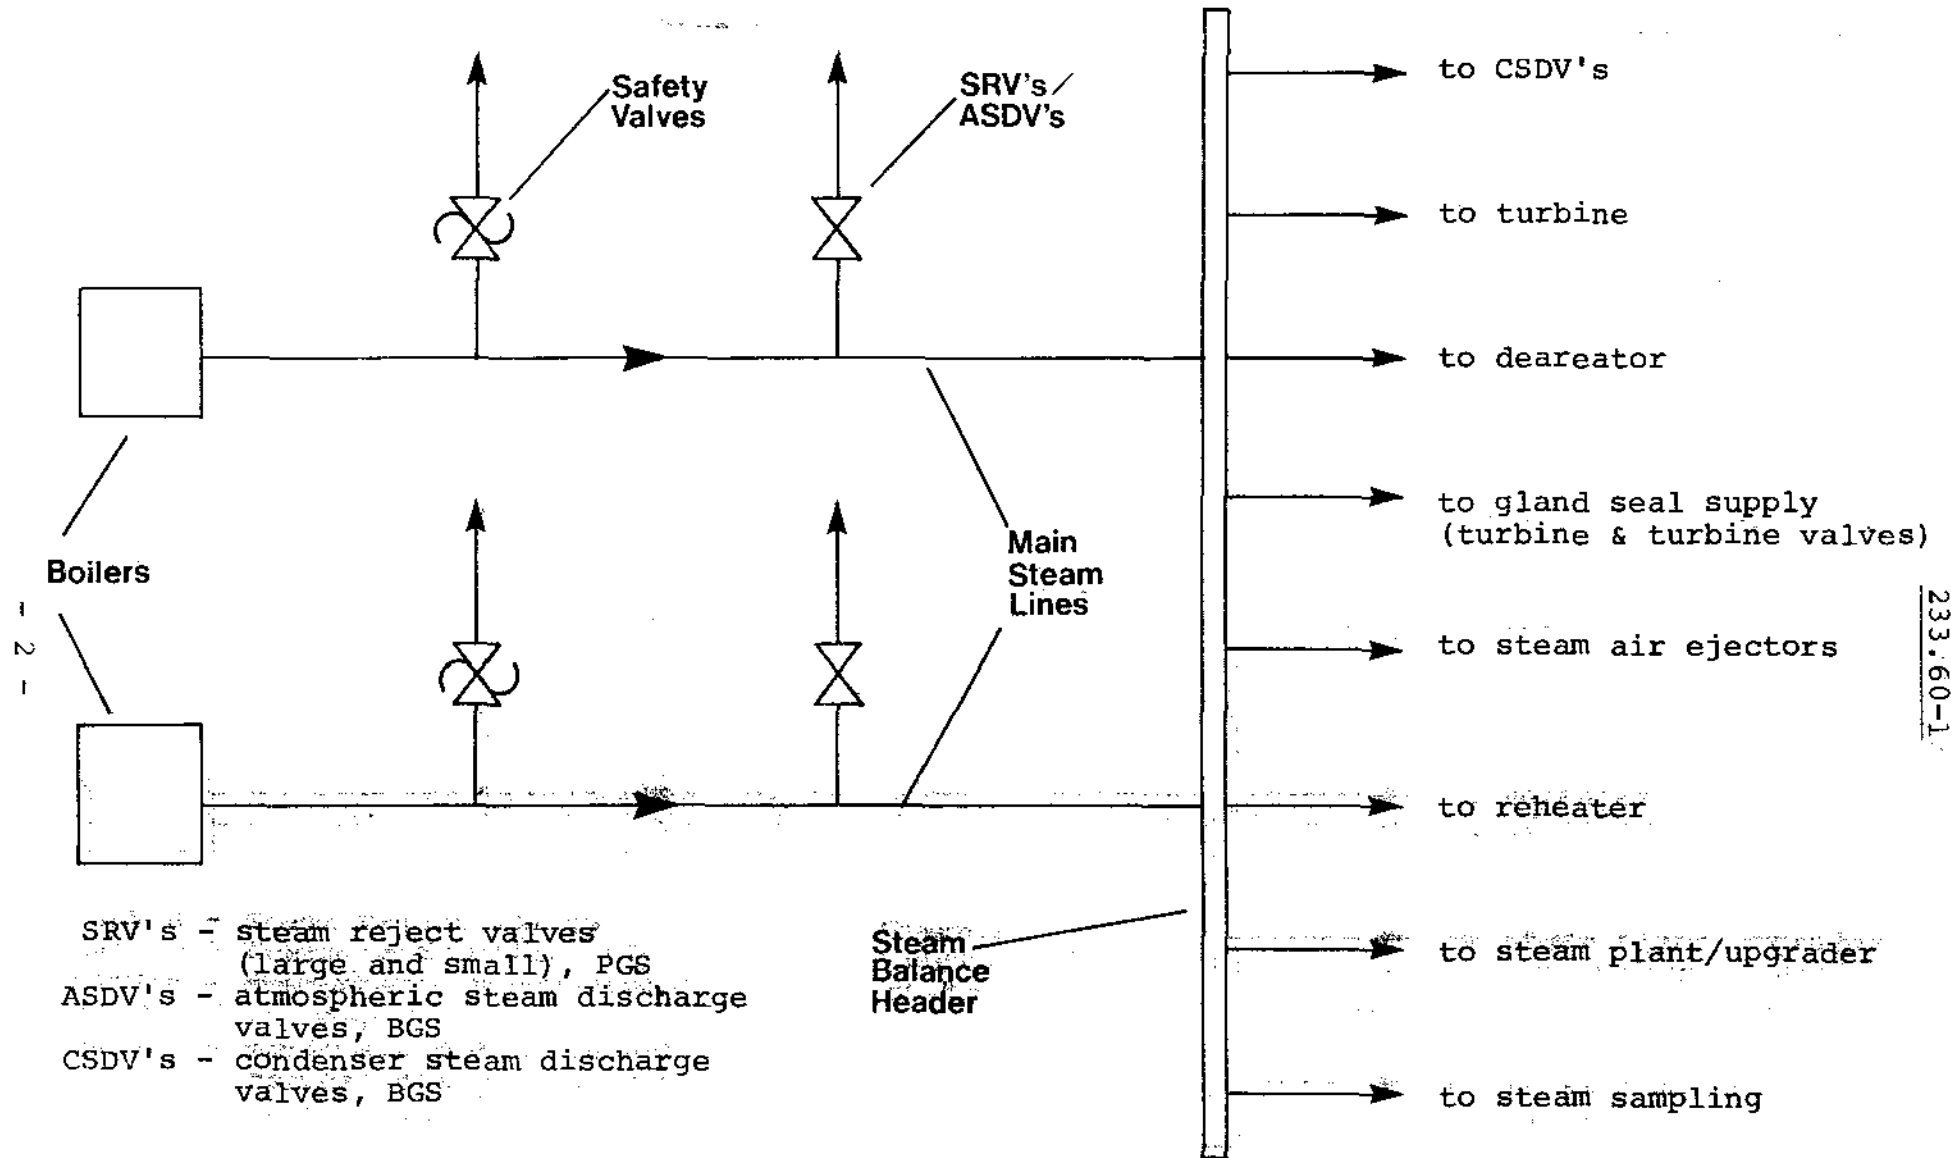 Safety
Valves
SRV's/
ASDV's
to CSDV's
to turbine
to deareator
to gland seal supply
(turbine & turbine valves)
to steam air ejectors
to reheater
to steam plant/upgrader
to steam sampling
Boilers
Main
Steam
Lines
Steam
Balance
Header
SRV's - steam reject valves
(large and small), PGS
ASDV's - atmospheric steam discharge
valves, BGS
CSDV's - condenser steam discharge
valves, BGS
- 2 -
233.60-1